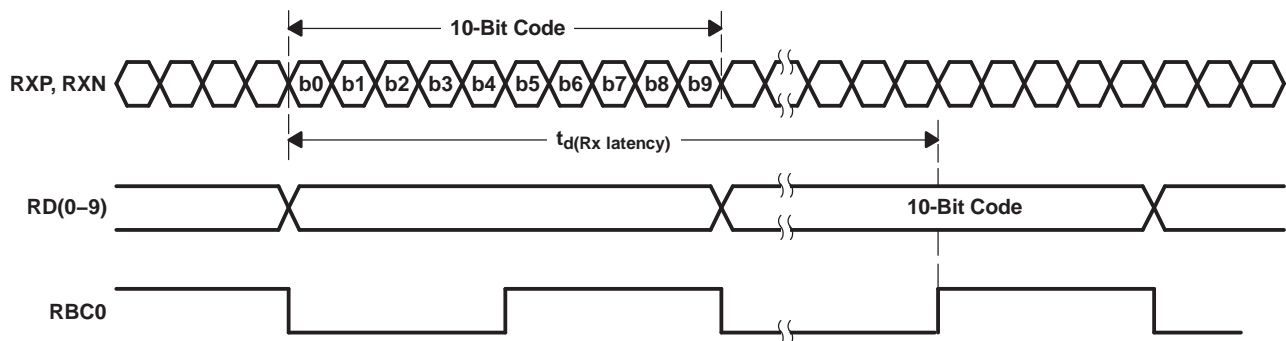 10-Bit Code
RXP, RXN b0 b1 b2 b3 b4 b5 b6 b7 b8 b9
td(Rx latency)
RD(0–9) 10-Bit Code
RBC0